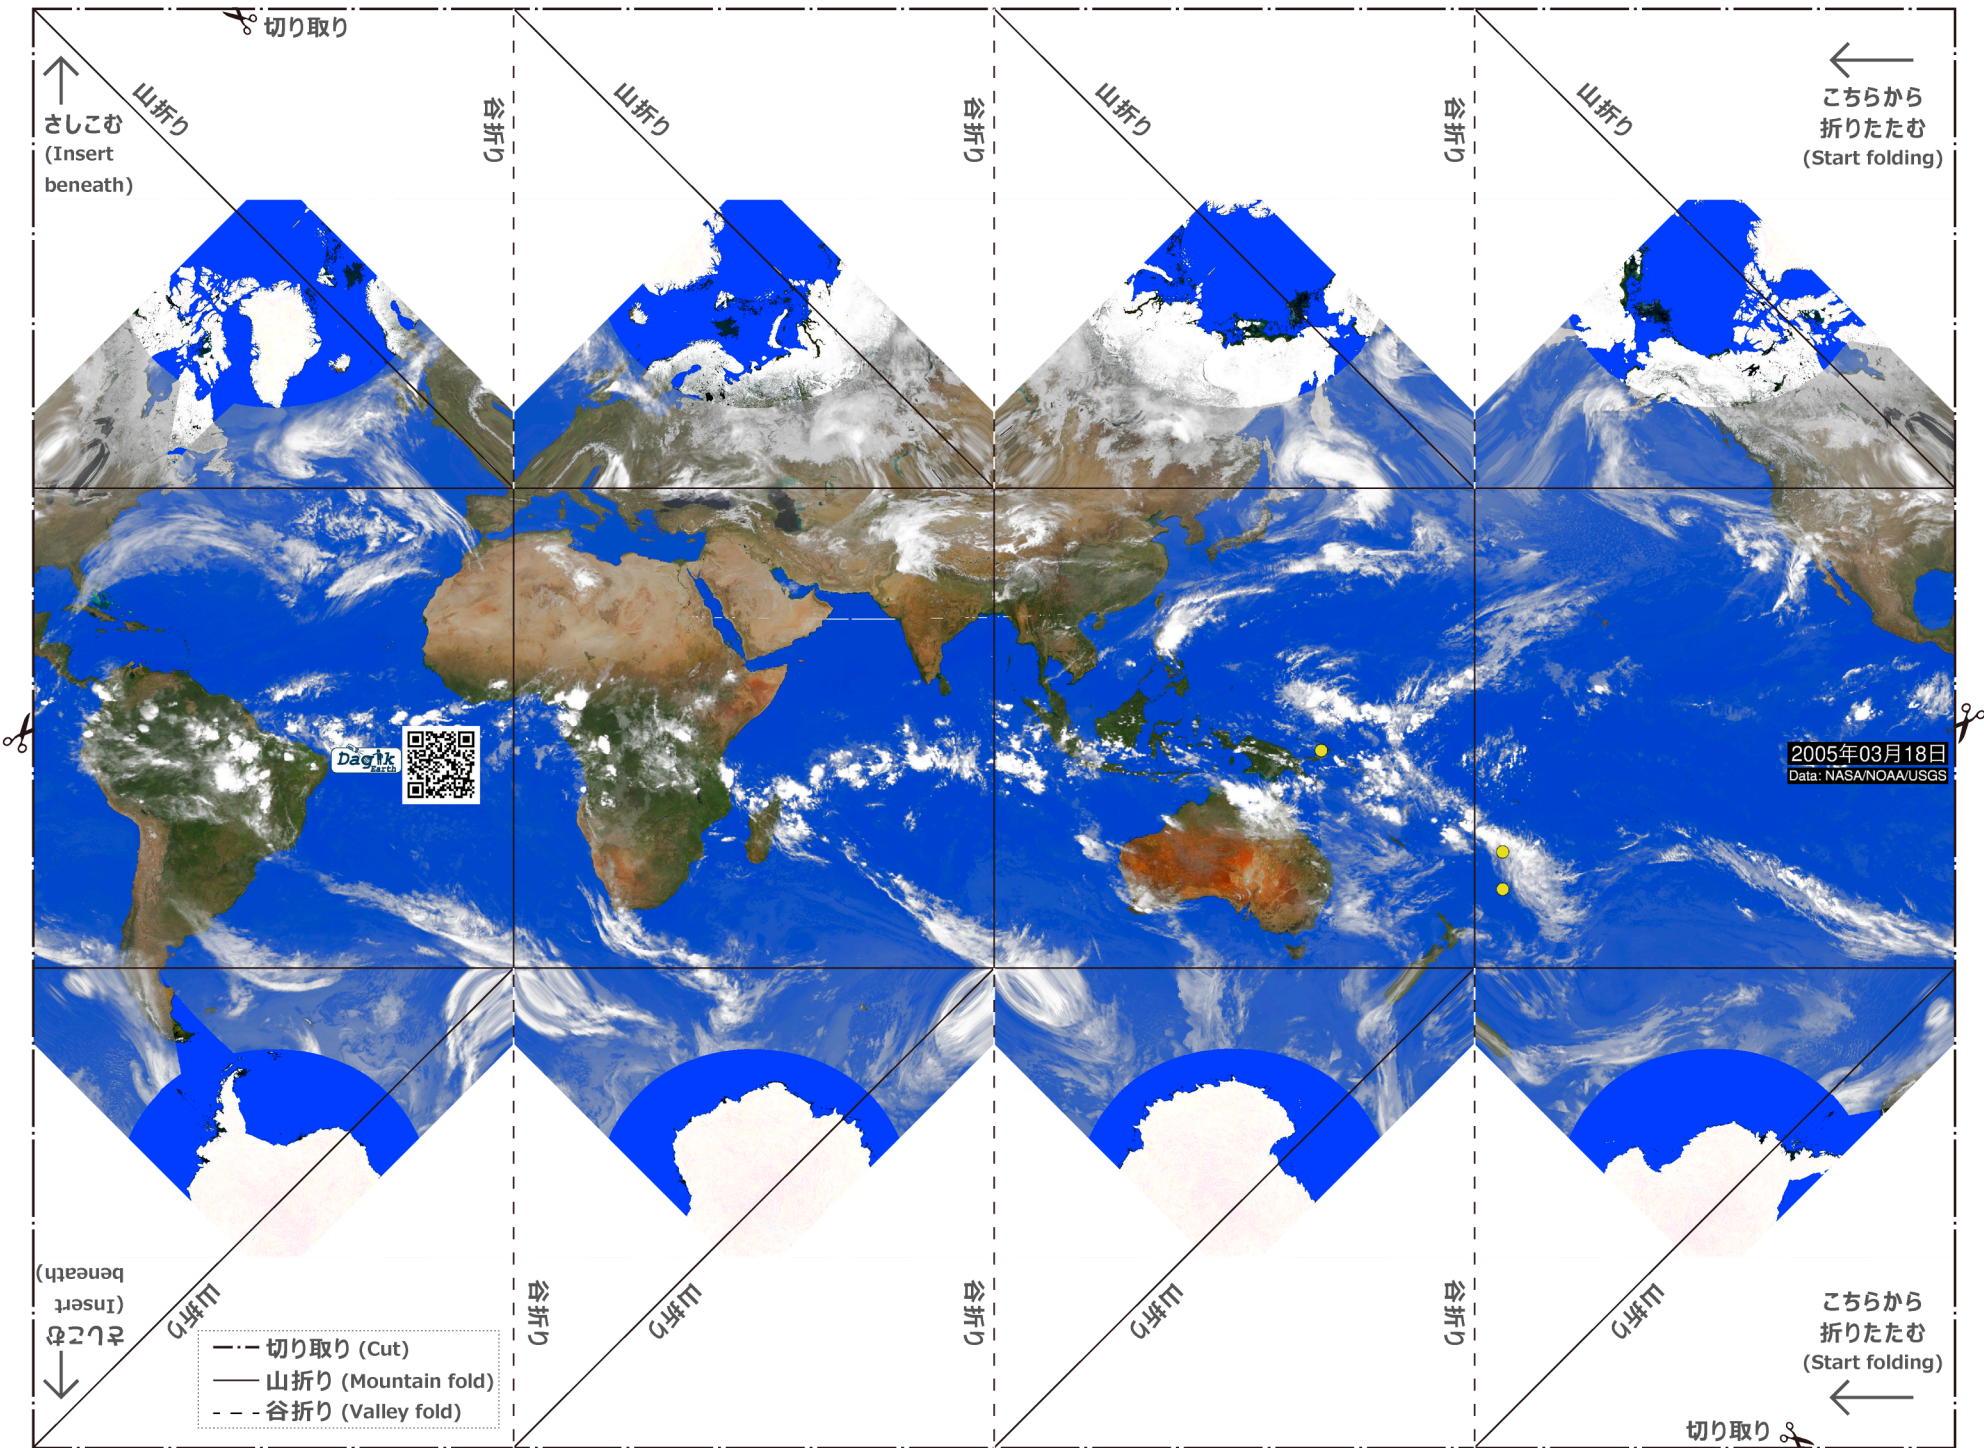 切り取り
山折り
谷折り
山折り
谷折り
山折り
谷折り
山折り
さしこむ
(Insert
beneath)
こちらから
折りたたむ
(Start folding)
Dagik
Earth
2005年03月18日
Data: NASA/NOAA/USGS
さしこむ
(Insert
beneath)
山折り
谷折り
山折り
谷折り
山折り
谷折り
山折り
こちらから
折りたたむ
(Start folding)
切り取り (Cut)
山折り (Mountain fold)
谷折り (Valley fold)
切り取り